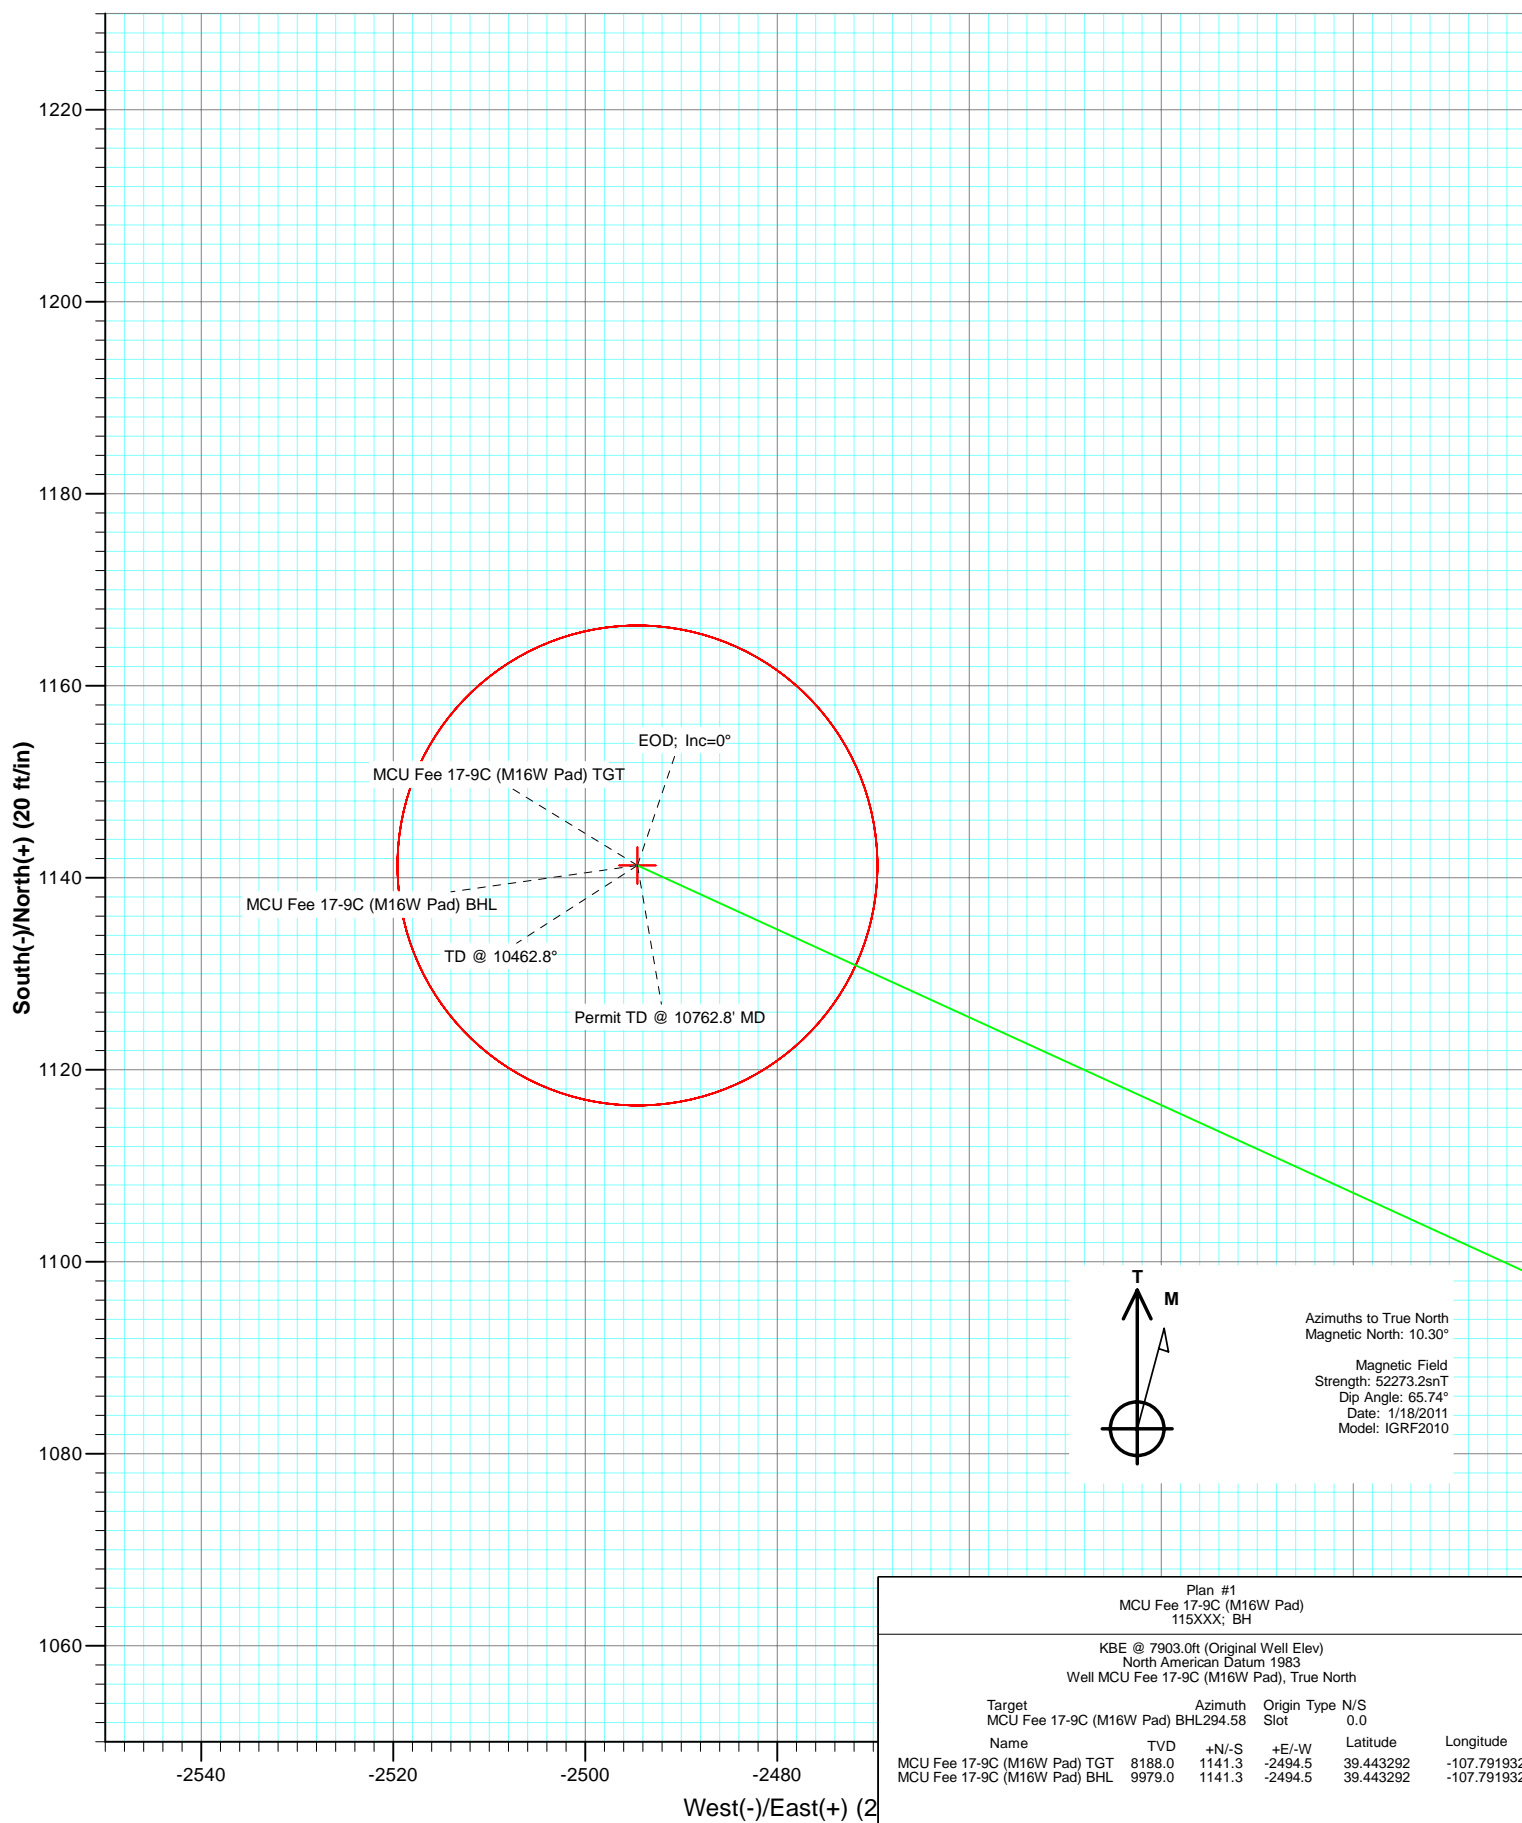 1220
1200
1180
1160
1140
1120
1100
1080
1060
South(-)/North(+) (20 ft/in)
EOD; Inc=0°
MCU Fee 17-9C (M16W Pad) TGT
MCU Fee 17-9C (M16W Pad) BHL
TD @ 10462.8°
Permit TD @ 10762.8' MD
T
M
Azimuths to True North
Magnetic North: 10.30°
Magnetic Field
Strength: 52273.2snT
Dip Angle: 65.74°
Date: 1/18/2011
Model: IGRF2010
-2540 -2520 -2500 -2480
West(-)/East(+) (2
Plan #1
MCU Fee 17-9C (M16W Pad)
115XXX; BH
KBE @ 7903.0ft (Original Well Elev)
North American Datum 1983
Well MCU Fee 17-9C (M16W Pad), True North
Target Azimuth Origin Type N/S
MCU Fee 17-9C (M16W Pad) BHL294.58 Slot 0.0
Name TVD +N/-S +E/-W Latitude Longitude
MCU Fee 17-9C (M16W Pad) TGT 8188.0 1141.3 -2494.5 39.443292 -107.791932
MCU Fee 17-9C (M16W Pad) BHL 9979.0 1141.3 -2494.5 39.443292 -107.791932